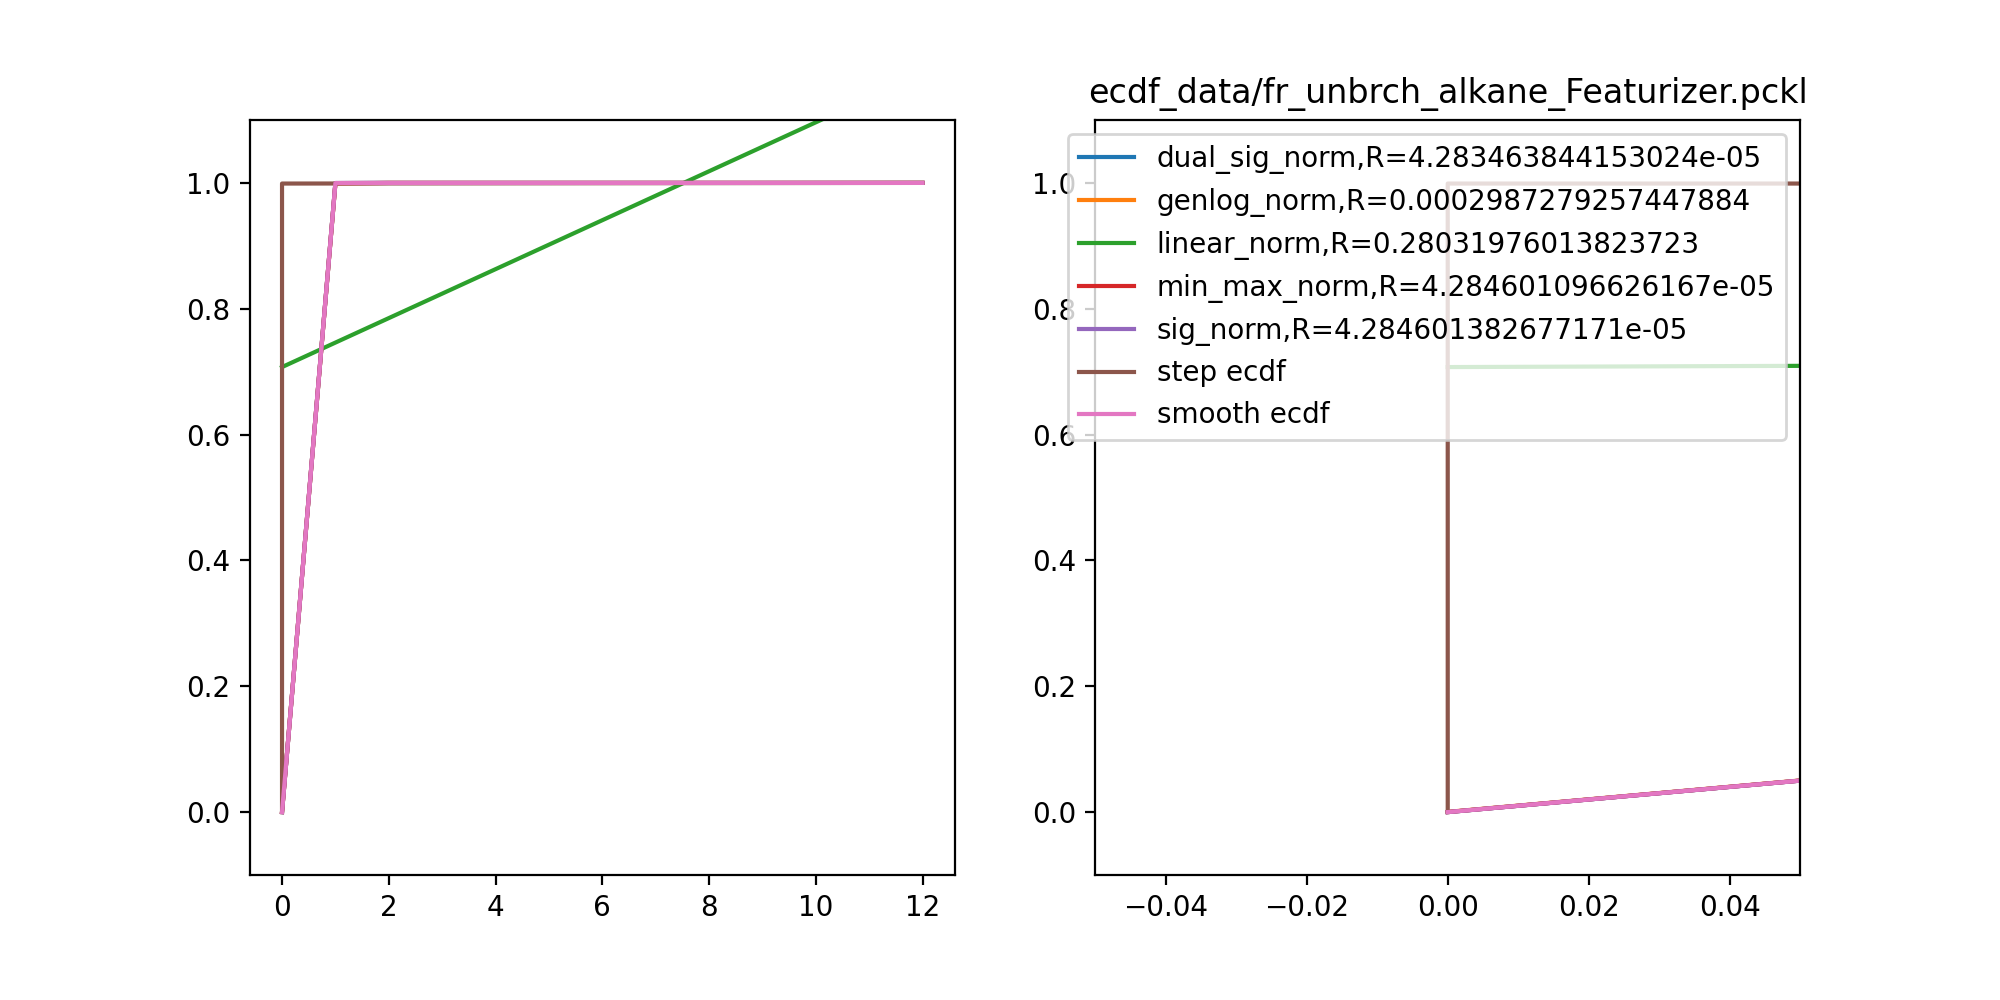 ecdf_data/fr_unbrch_alkane_Featurizer.pckl
1.0
0.8
0.6
0.4
0.2
0.0
0 2 4 6 8 10 12
1.0
0.8
0.6
0.4
0.2
0.0
−0.04 −0.02 0.00 0.02 0.04
dual_sig_norm,R=4.283463844153024e-05
genlog_norm,R=0.0002987279257447884
linear_norm,R=0.28031976013823723
min_max_norm,R=4.284601096626167e-05
sig_norm,R=4.284601382677171e-05
step ecdf
smooth ecdf